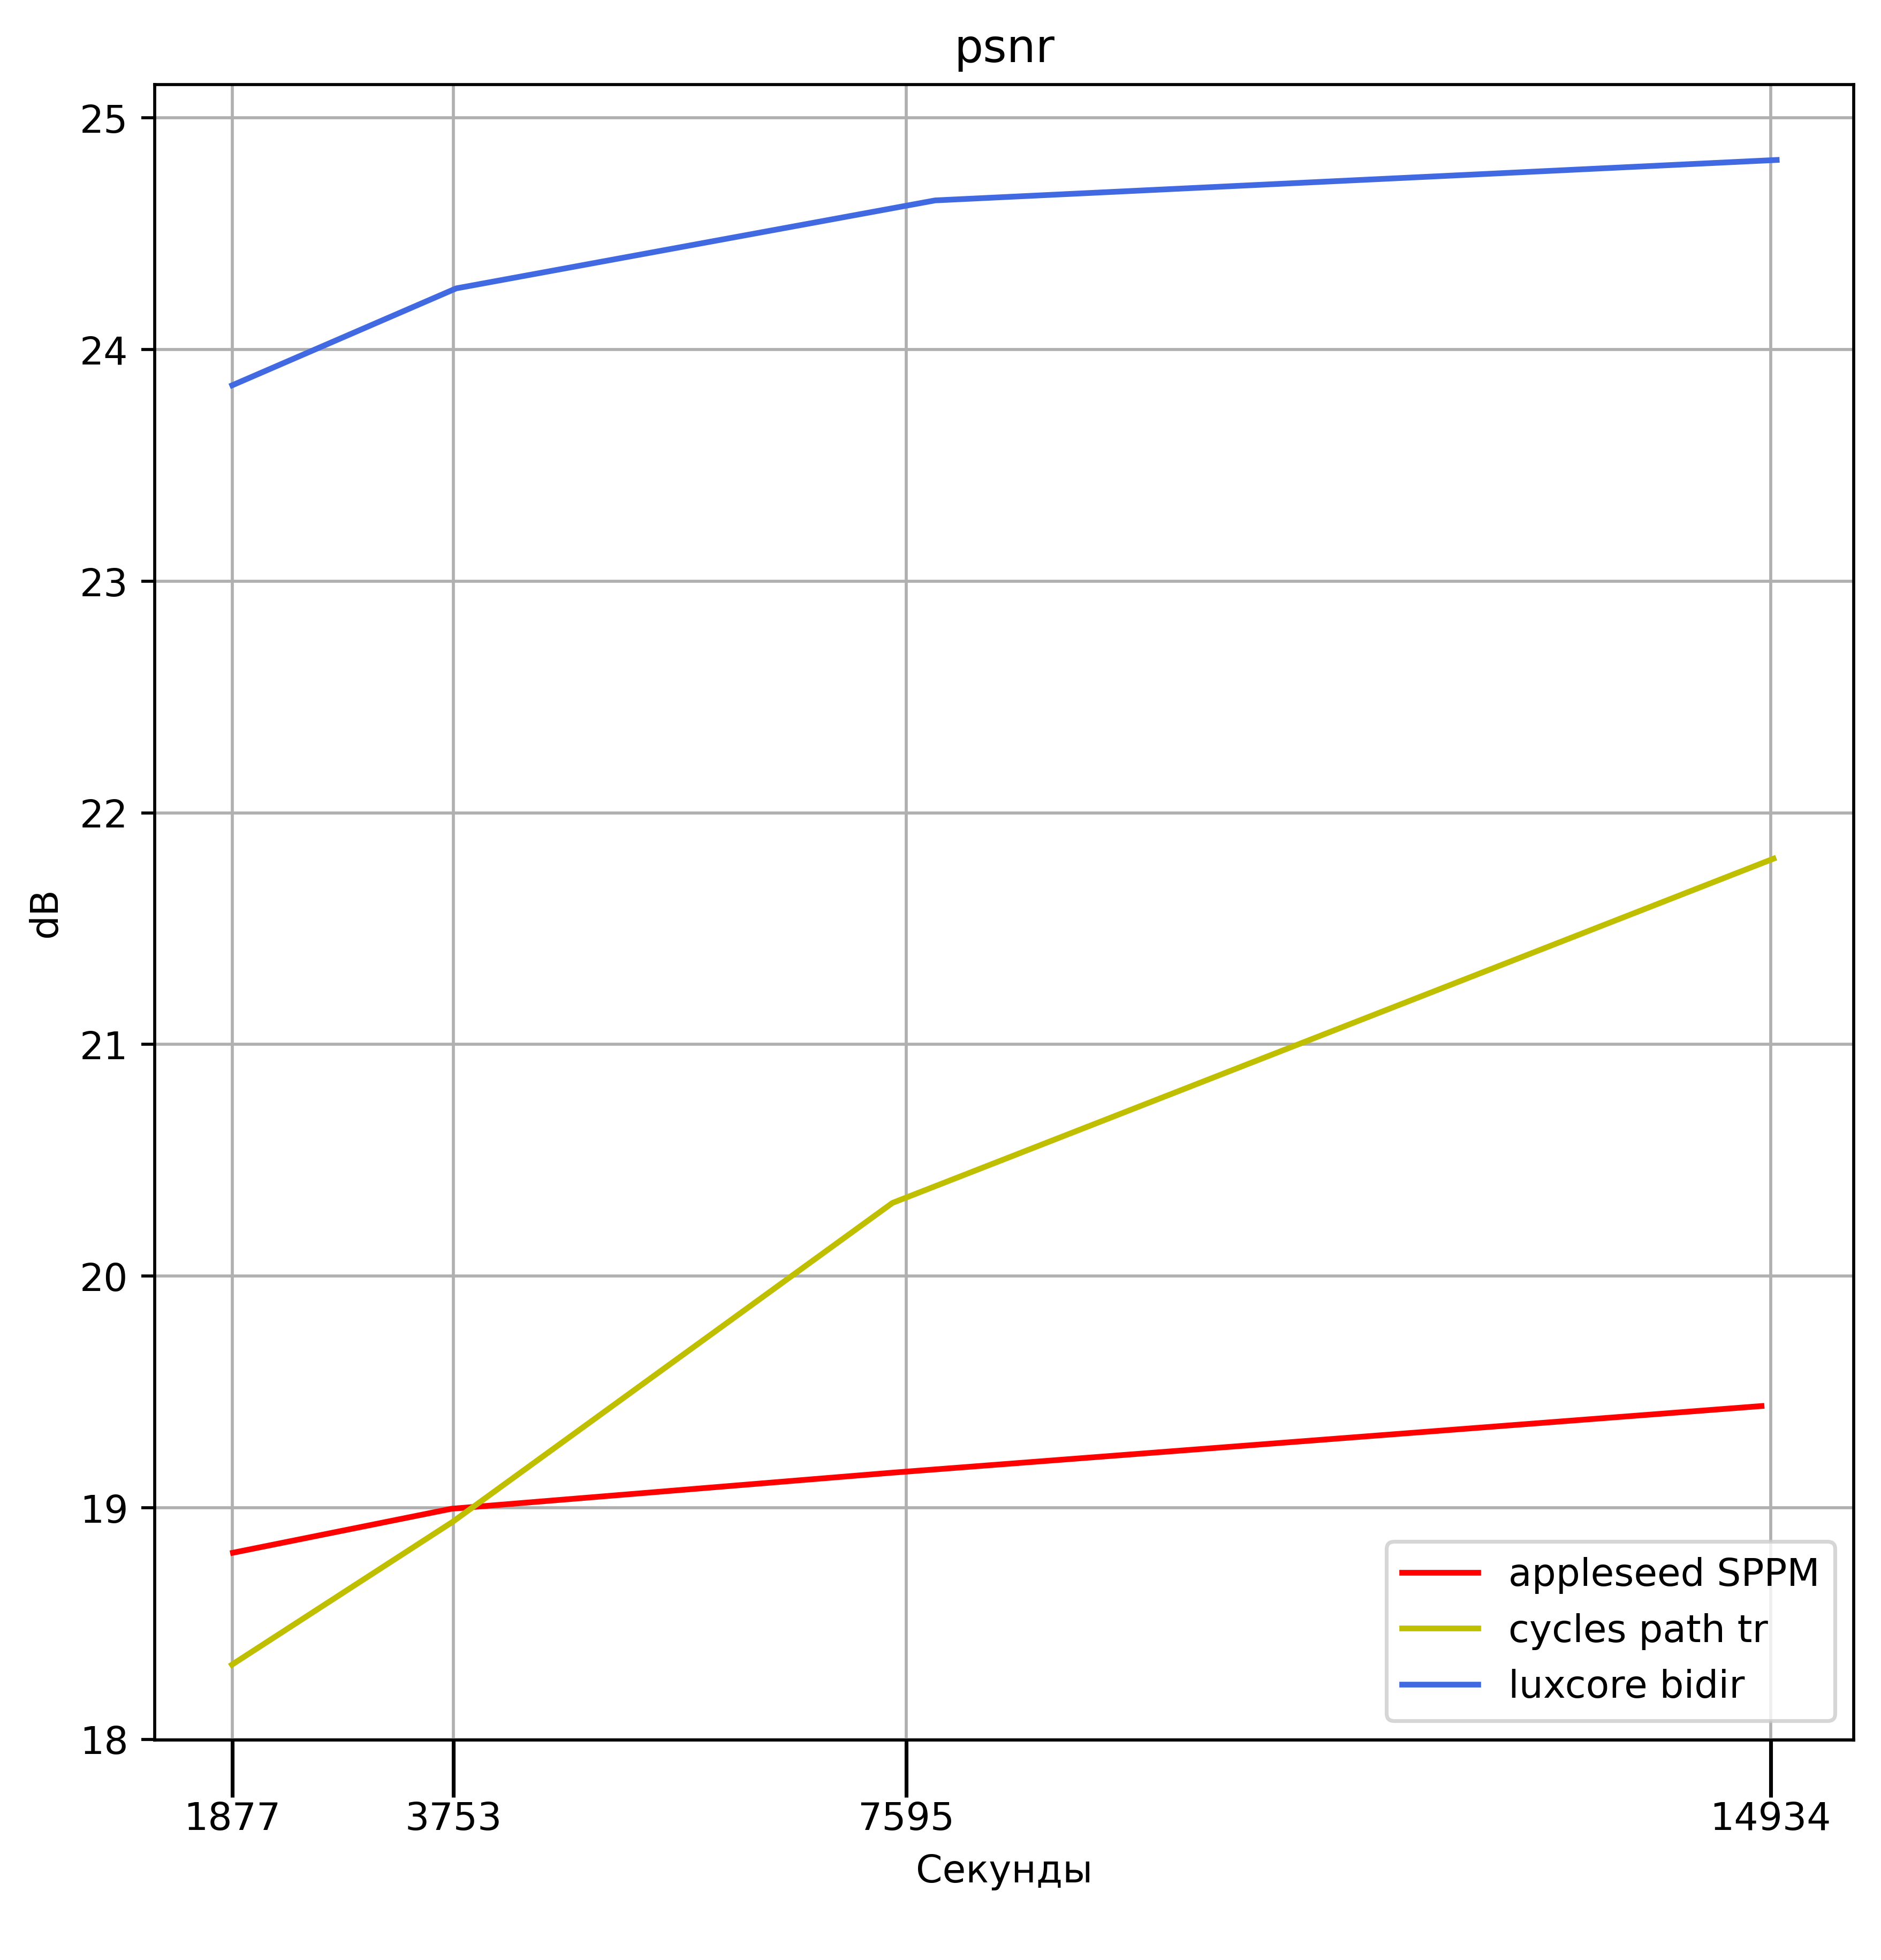 psnr
25
24
23
22
21
20
19
18
dB
appleseed SPPM
cycles path tr
luxcore bidir
1877 3753 7595 14934
Секунды